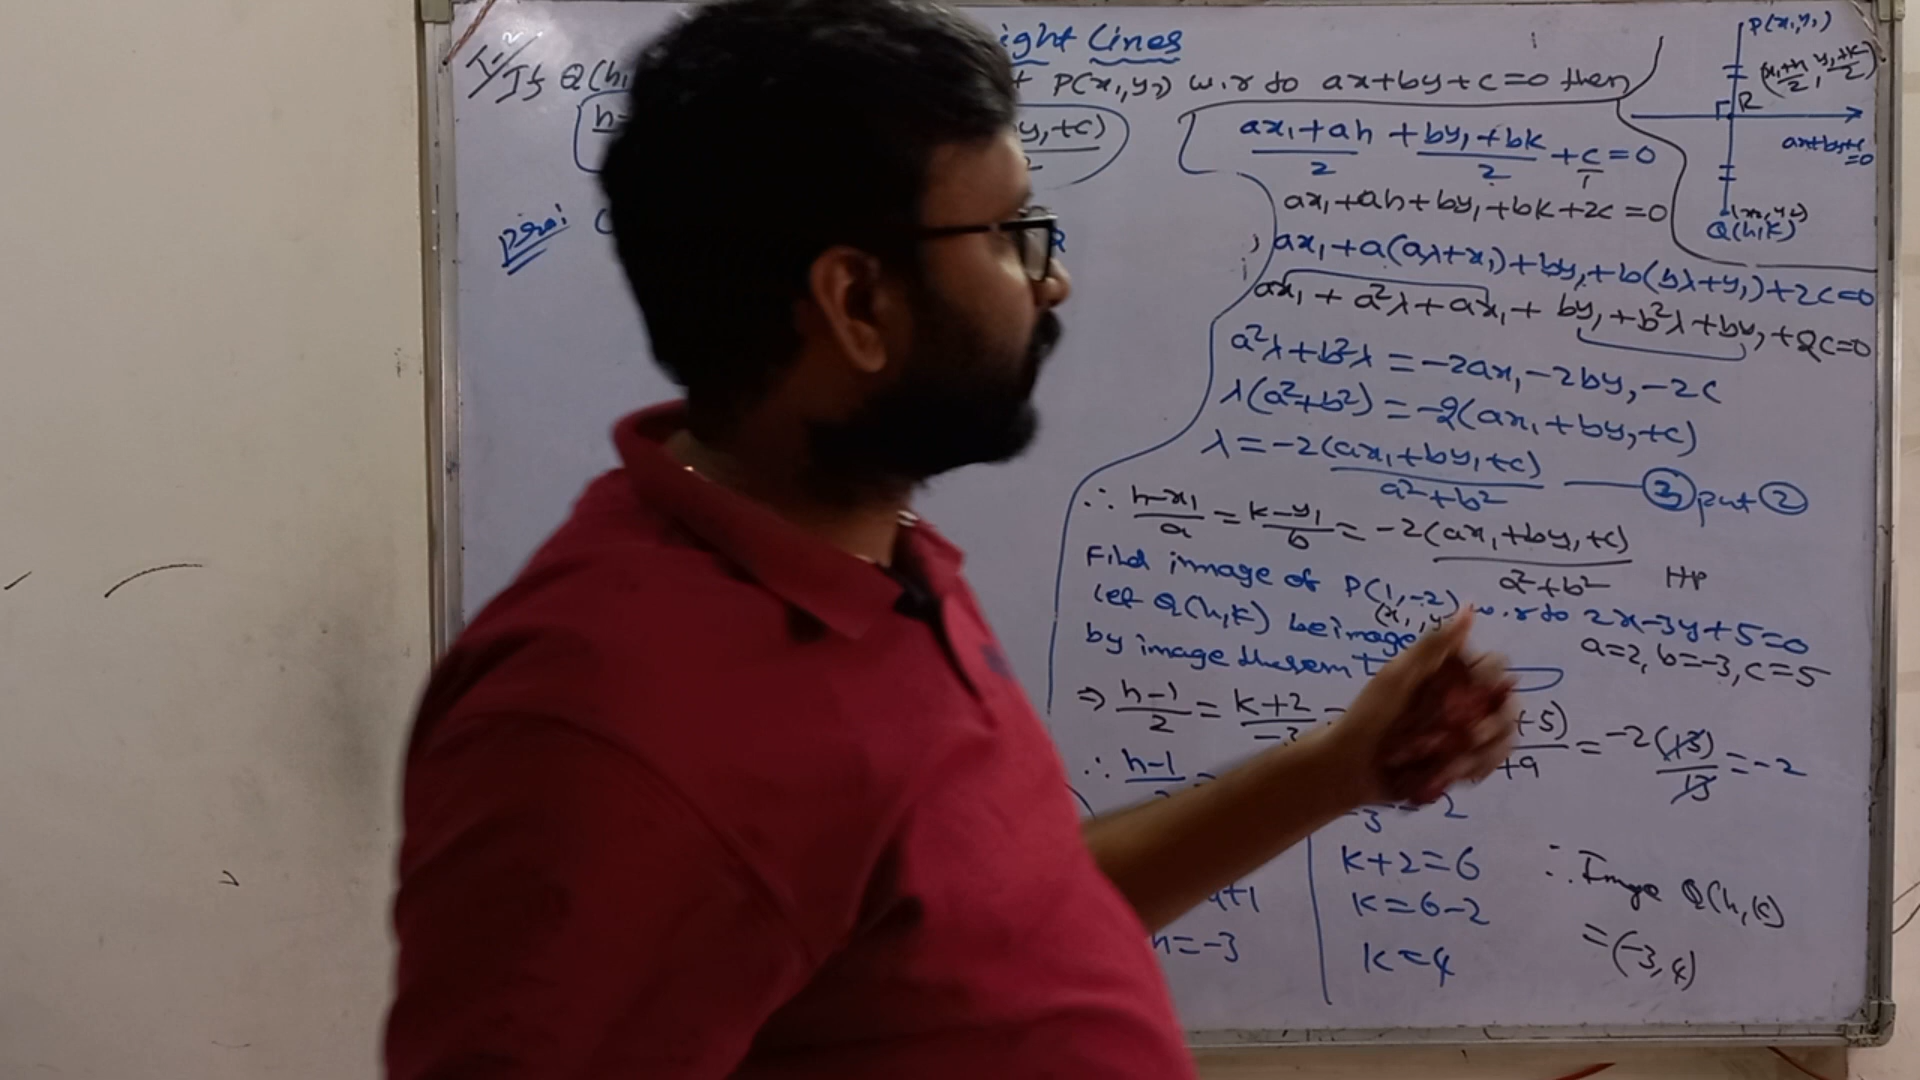 ight Lines
I/ If Q(h,
P(x₁,y₁) w.r to ax+by+c=0 then
h-
y₁+c)
ax₁+ah/2 + by₁+bk/2 + c/1 = 0
ax₁+ah+by₁+bk+2c=0
ax₁+a(aλ+x₁)+by₁+b(bλ+y₁)+2c=0
ax₁+a²λ+ax₁+by₁+b²λ+by₁+2c=0
a²λ+b²λ=-2ax₁-2by₁-2c
λ(a²+b²)=-2(ax₁+by₁+c)
λ=-2(ax₁+by₁+c)/a²+b² — ③ put ②
∴ h-x₁/a = k-y₁/b = -2(ax₁+by₁+c)/a²+b² HP
P(x₁,y₁)
(x₁+h/2, y₁+k/2)
R
ax+by+c=0
Q(h,k)
Find image of P(1,-2) w.r to 2x-3y+5=0
(x₁,y
a=2, b=-3, c=5
Let Q(h,k) be image
by image
⇒ h-1/2 = k+2/-3 =
+5)/+9 = -2(13)/13 = -2
∴ h-1/
-3 -2
+1
h=-3
k+2=6
k=6-2
k=4
∴ Image Q(h,k)
=(-3,4)